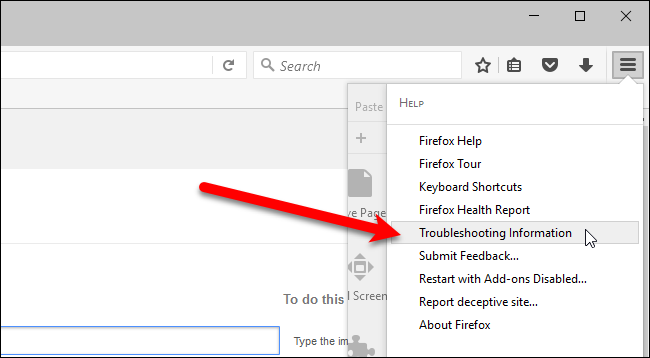 Search
Paste
Help
Firefox Help
Firefox Tour
Keyboard Shortcuts
Firefox Health Report
Troubleshooting Information
Submit Feedback...
Restart with Add-ons Disabled...
Report deceptive site...
About Firefox
ve Page
Screen
To do this
Type the im